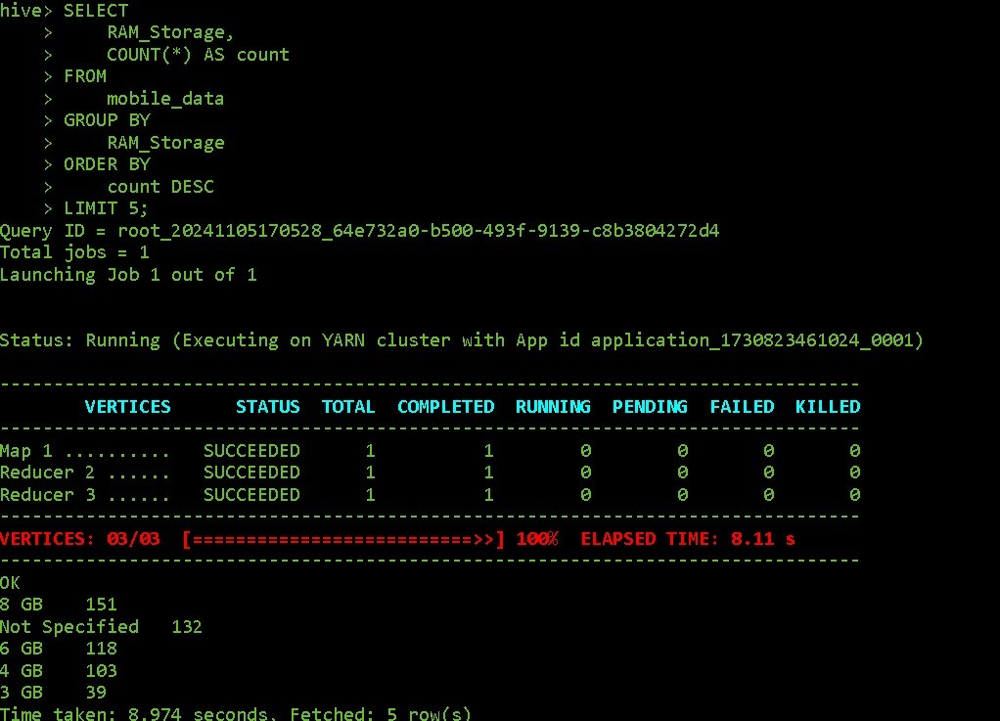 hive> SELECT
    >     RAM_Storage,
    >     COUNT(*) AS count
    > FROM
    >     mobile_data
    > GROUP BY
    >     RAM_Storage
    > ORDER BY
    >     count DESC
    > LIMIT 5;
Query ID = root_20241105170528_64e732a0-b500-493f-9139-c8b3804272d4
Total jobs = 1
Launching Job 1 out of 1
Status: Running (Executing on YARN cluster with App id application_1730823461024_0001)
--------------------------------------------------------------------------------
        VERTICES      STATUS  TOTAL  COMPLETED  RUNNING  PENDING  FAILED  KILLED
--------------------------------------------------------------------------------
Map 1 ..........   SUCCEEDED      1          1        0        0       0       0
Reducer 2 ......   SUCCEEDED      1          1        0        0       0       0
Reducer 3 ......   SUCCEEDED      1          1        0        0       0       0
--------------------------------------------------------------------------------
VERTICES: 03/03  [==========================>>] 100%  ELAPSED TIME: 8.11 s
--------------------------------------------------------------------------------
OK
8 GB    151
Not Specified   132
6 GB    118
4 GB    103
3 GB    39
Time taken: 8.974 seconds, Fetched: 5 row(s)